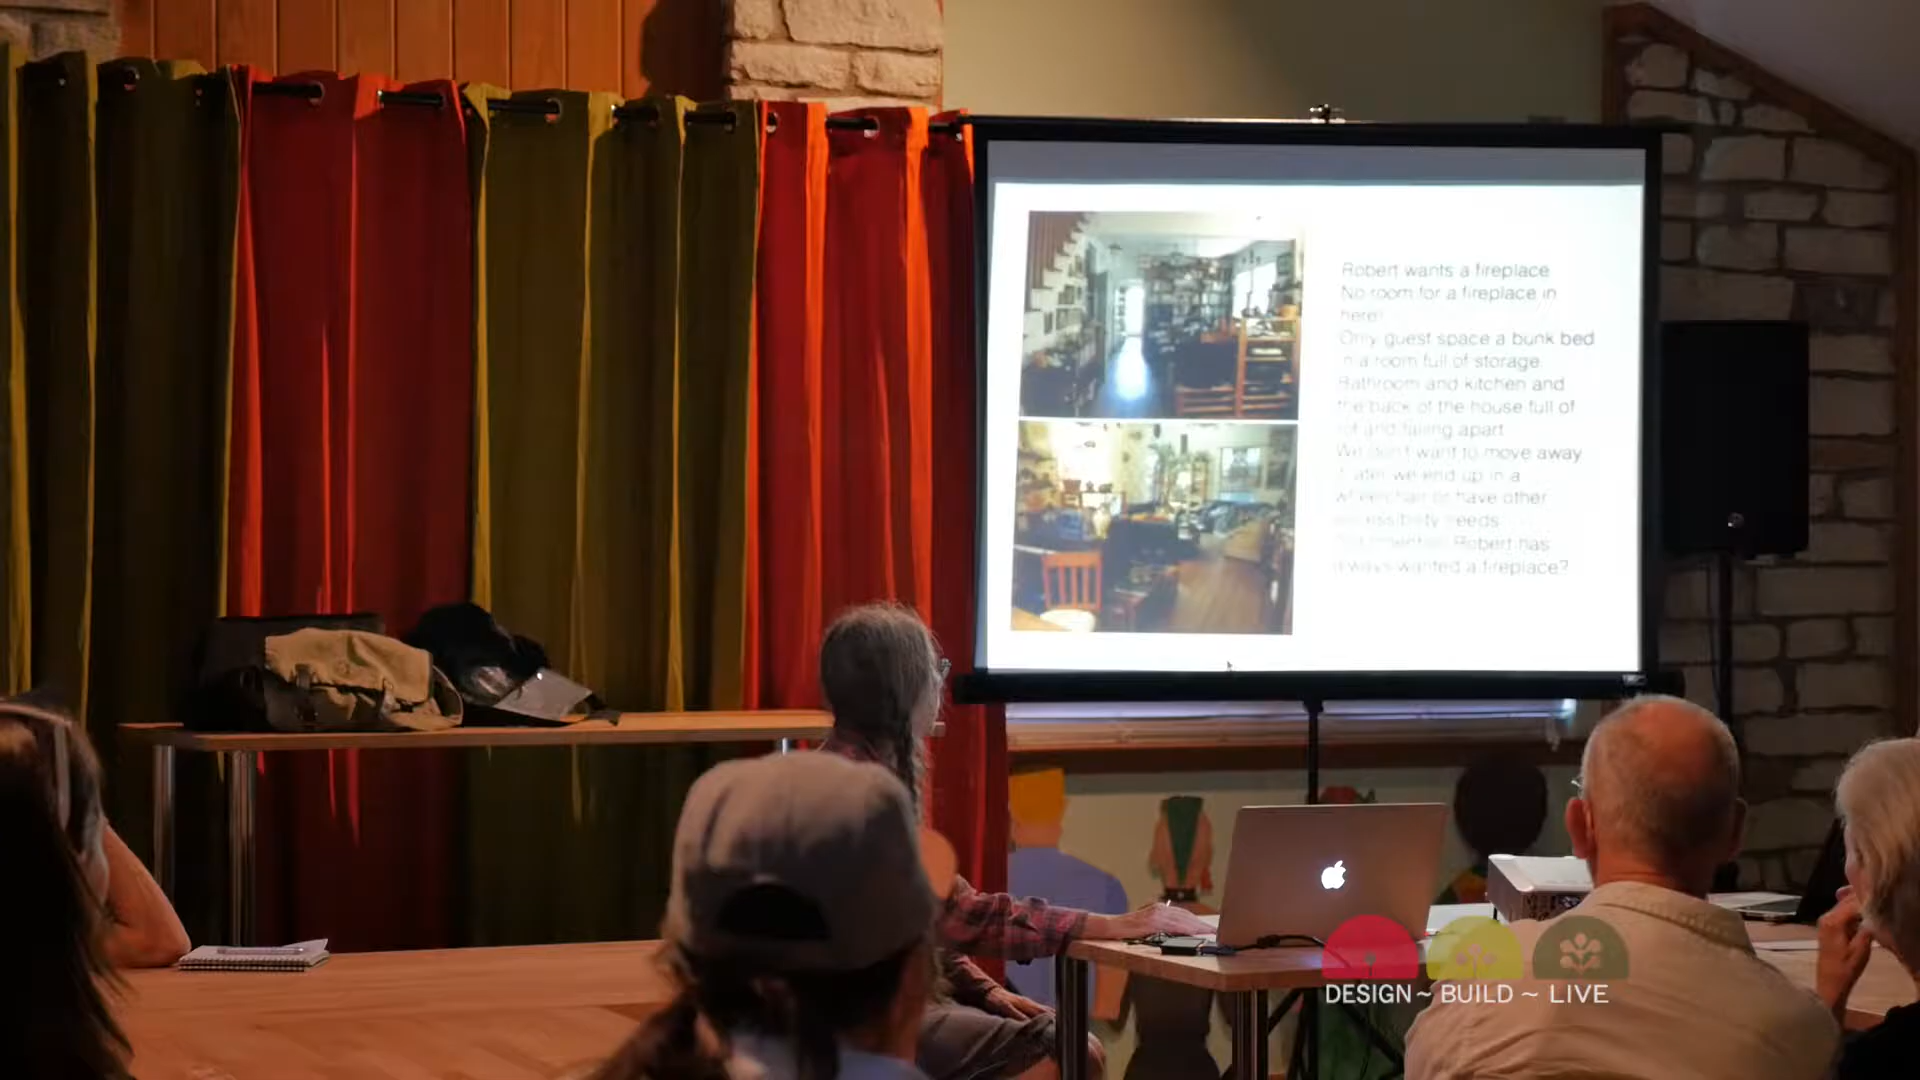 Robert wants a fireplace
No room for a fireplace in
here!
Only guest space a bunk bed
in a room full of storage.
Bathroom and kitchen and
the back of the house full of
rot and falling apart
We don't want to move away
if later we end up in a
wheelchair or have other
accessibility needs
Robert has
always wanted a fireplace?
DESIGN ~ BUILD ~ LIVE